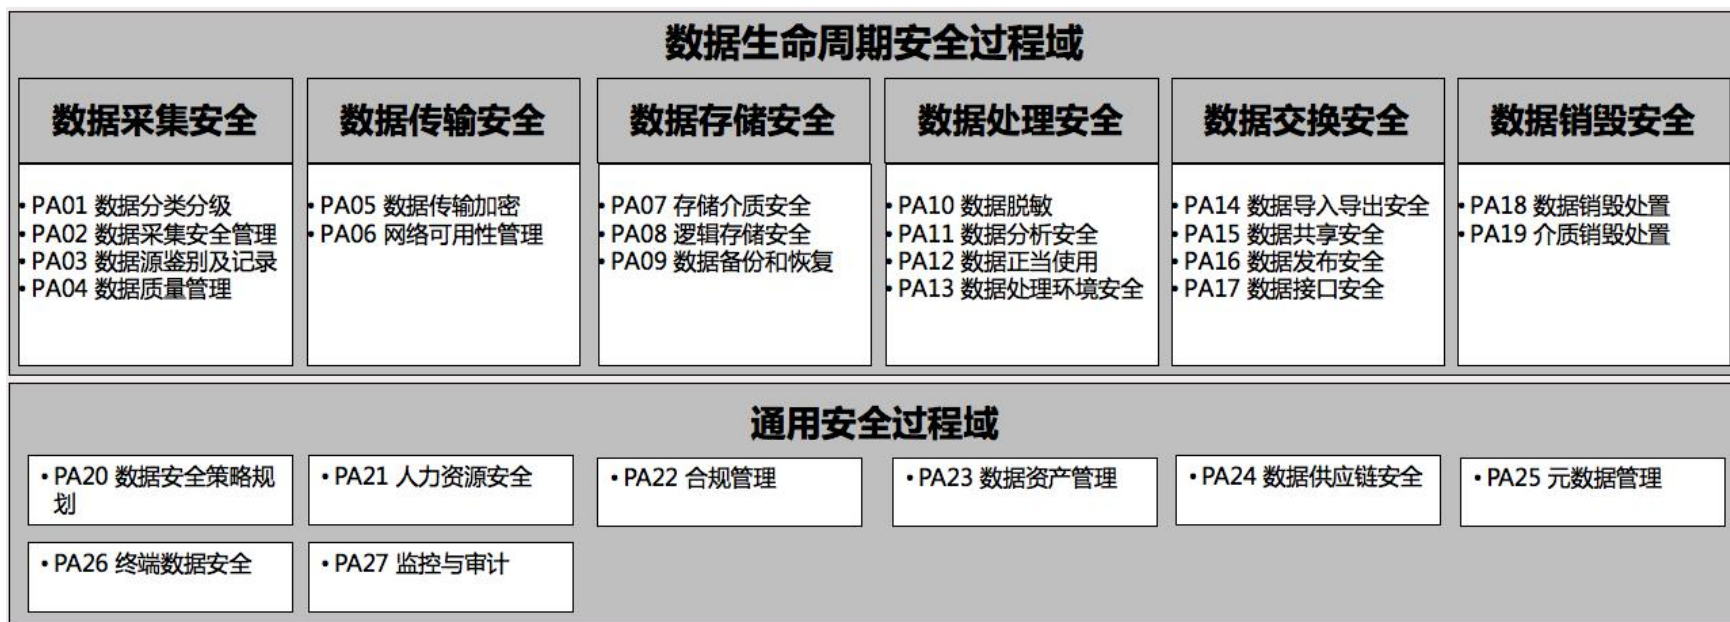 数据生命周期安全过程域
数据采集安全
• PA01 数据分类分级
• PA02 数据采集安全管理
• PA03 数据源鉴别及记录
• PA04 数据质量管理
数据传输安全
• PA05 数据传输加密
• PA06 网络可用性管理
数据存储安全
• PA07 存储介质安全
• PA08 逻辑存储安全
• PA09 数据备份和恢复
数据处理安全
• PA10 数据脱敏
• PA11 数据分析安全
• PA12 数据正当使用
• PA13 数据处理环境安全
数据交换安全
• PA14 数据导入导出安全
• PA15 数据共享安全
• PA16 数据发布安全
• PA17 数据接口安全
数据销毁安全
• PA18 数据销毁处置
• PA19 介质销毁处置
通用安全过程域
• PA20 数据安全策略规
划
• PA21 人力资源安全
• PA22 合规管理
• PA23 数据资产管理
• PA24 数据供应链安全
• PA25 元数据管理
• PA26 终端数据安全
• PA27 监控与审计